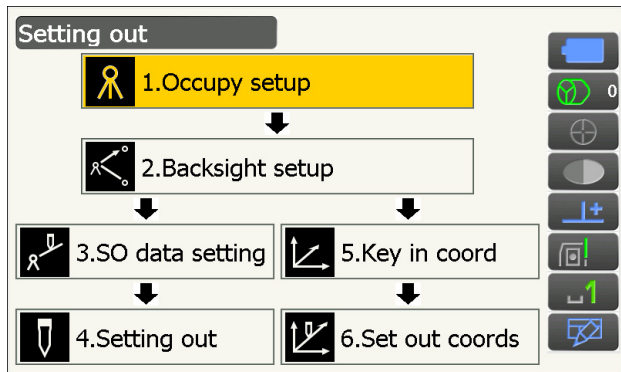 Setting out
1.Occupy setup
0
2.Backsight setup
3.SO data setting
5.Key in coord
1
4.Setting out
6.Set out coords